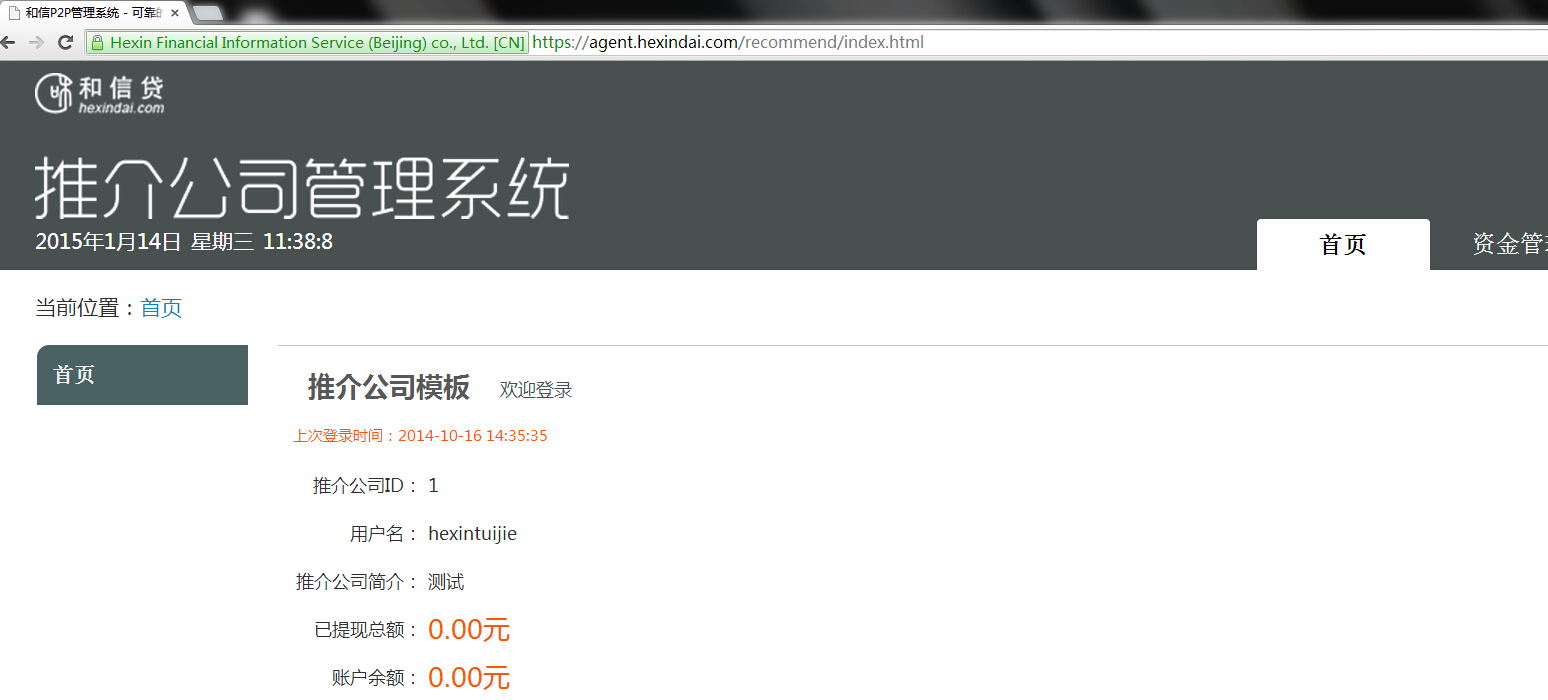 和信P2P管理系统 - 可靠
Hexin Financial Information Service (Beijing) co., Ltd. [CN] https://agent.hexindai.com/recommend/index.html
和信贷
hexindai.com
推介公司管理系统
2015年1月14日 星期三 11:38:8
首页 资金管
当前位置：首页
首页
推介公司模板 欢迎登录
上次登录时间：2014-10-16 14:35:35
推介公司ID： 1
用户名： hexintuijie
推介公司简介： 测试
已提现总额： 0.00元
账户余额： 0.00元